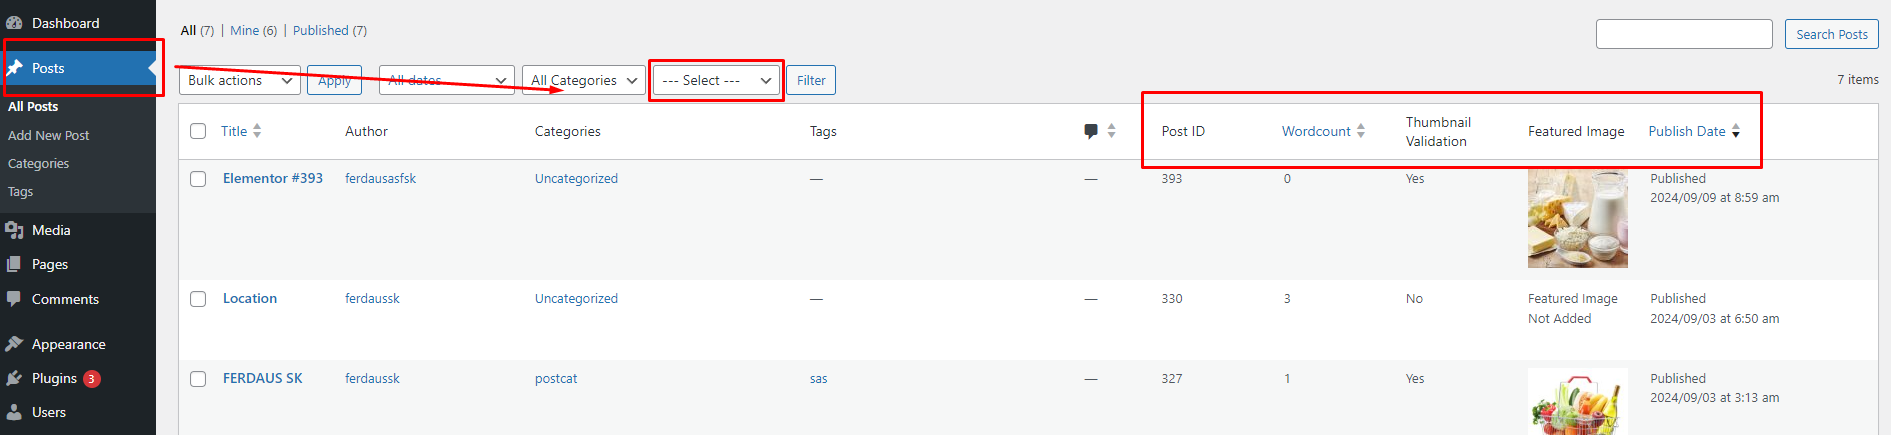 Dashboard
Posts
All Posts
Add New Post
Categories
Tags
Media
Pages
Comments
Appearance
Plugins 3
Users
All (7) | Mine (6) | Published (7)
Search Posts
Bulk actions Apply All dates All Categories --- Select --- Filter
7 items
Title Author Categories Tags Post ID Wordcount Thumbnail Validation Featured Image Publish Date
Elementor #393 ferdausasfsk Uncategorized — — 393 0 Yes Published
2024/09/09 at 8:59 am
Location ferdaussk Uncategorized — — 330 3 No Featured Image Not Added Published
2024/09/03 at 6:50 am
FERDAUS SK ferdaussk postcat sas — 327 1 Yes Published
2024/09/03 at 3:13 am